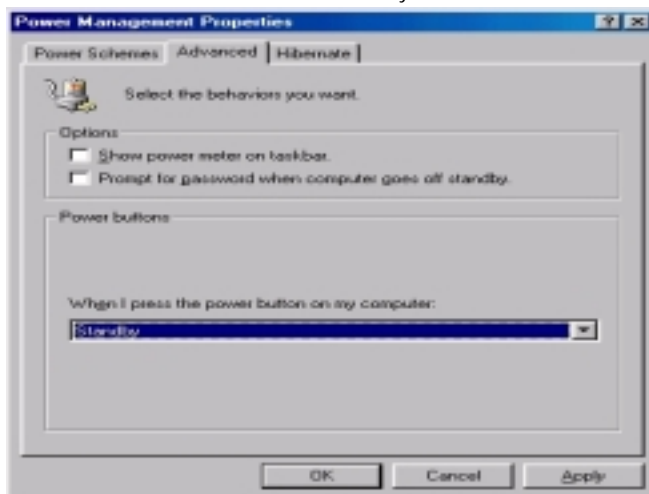 Power Management Properties
Power Schemes Advanced Hibernate
Select the behaviors you want.
Options
Show power meter on taskbar.
Prompt for password when computer goes off standby.
Power buttons
When I press the power button on my computer:
Standby
OK Cancel Apply